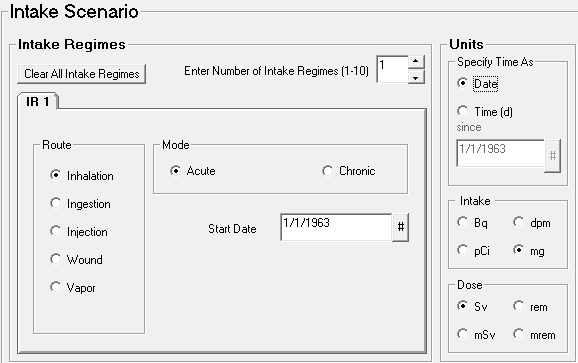 Intake Scenario
Intake Regimes
Clear All Intake Regimes
Enter Number of Intake Regimes (1-10)
1
IR 1
Route
Inhalation
Ingestion
Injection
Wound
Vapor
Mode
Acute
Chronic
Start Date
1/1/1963
#
Units
Specify Time As
Date
Time (d)
since
1/1/1963
#
Intake
Bq
dpm
pCi
mg
Dose
Sv
rem
mSv
mrem